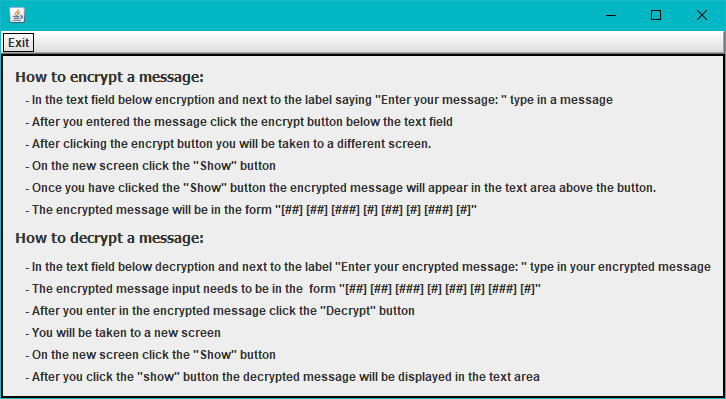 Exit
How to encrypt a message:
- In the text field below encryption and next to the label saying "Enter your message: " type in a message
- After you entered the message click the encrypt button below the text field
- After clicking the encrypt button you will be taken to a different screen.
- On the new screen click the "Show" button
- Once you have clicked the "Show" button the encrypted message will appear in the text area above the button.
- The encrypted message will be in the form "[##] [##] [###] [#] [##] [#] [###] [#]"
How to decrypt a message:
- In the text field below decryption and next to the label "Enter your encrypted message: " type in your encrypted message
- The encrypted message input needs to be in the  form "[##] [##] [###] [#] [##] [#] [###] [#]"
- After you enter in the encrypted message click the "Decrypt" button
- You will be taken to a new screen
- On the new screen click the "Show" button
- After you click the "show" button the decrypted message will be displayed in the text area